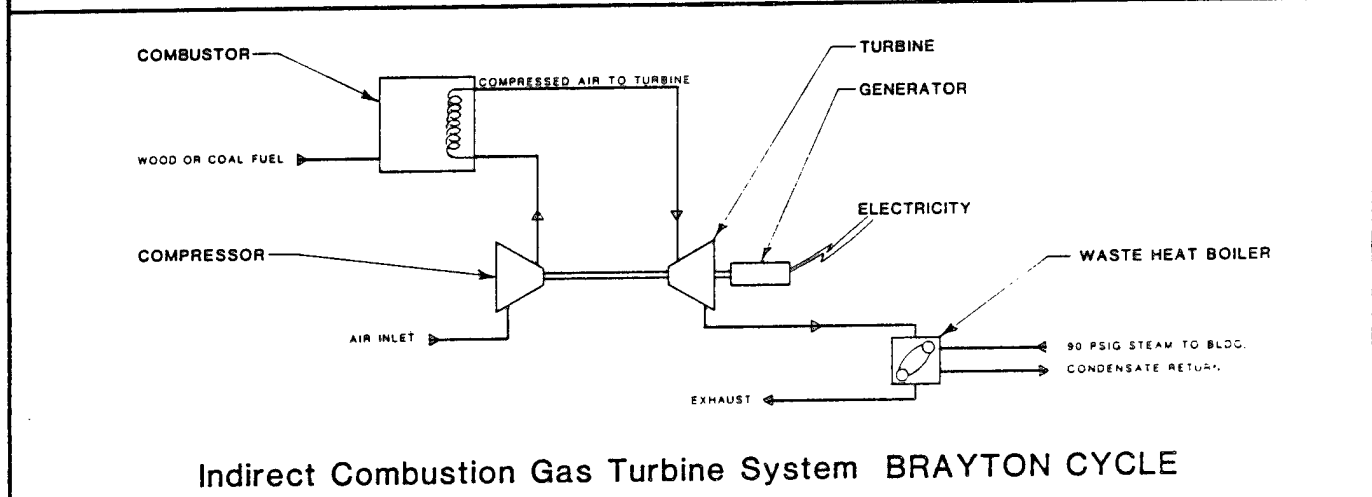 COMBUSTOR
TURBINE
COMPRESSED AIR TO TURBINE
GENERATOR
WOOD OR COAL FUEL
ELECTRICITY
COMPRESSOR
WASTE HEAT BOILER
AIR INLET
90 PSIG STEAM TO BLDG.
CONDENSATE RETURN
EXHAUST
Indirect Combustion Gas Turbine System BRAYTON CYCLE